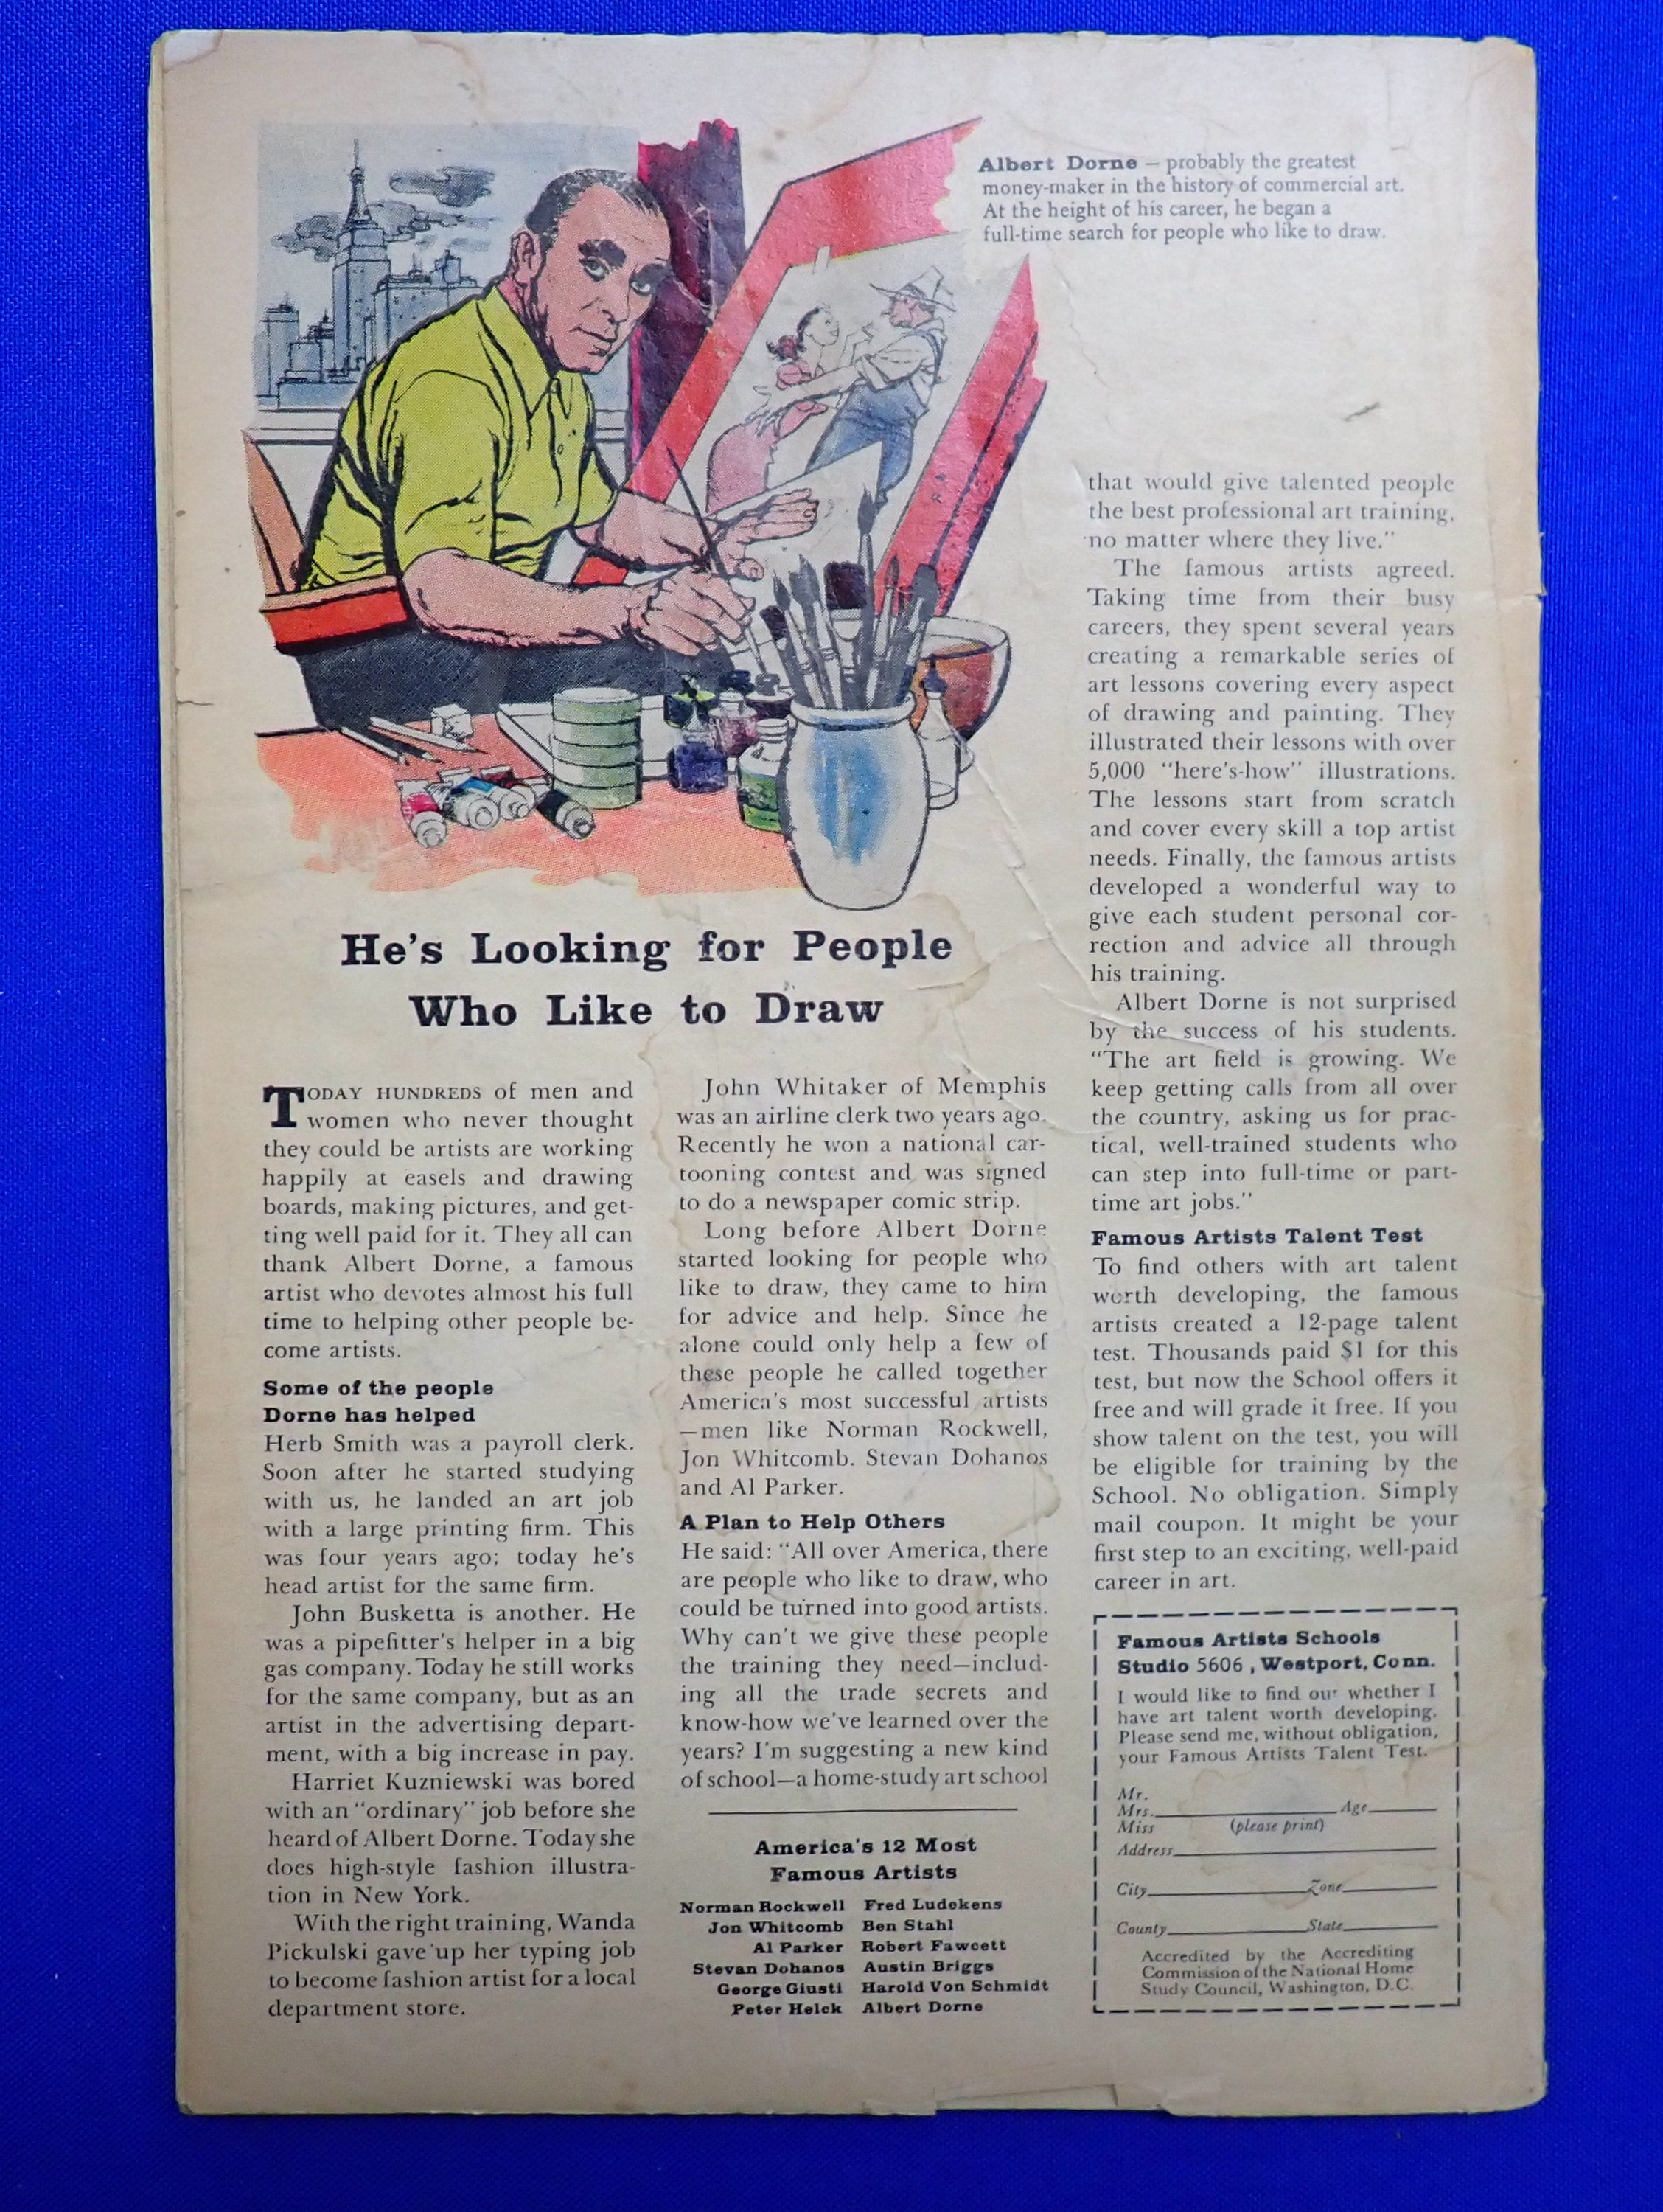 Albert Dorne — probably the greatest
money-maker in the history of commercial art.
At the height of his career, he began a
full-time search for people who like to draw.
He's Looking for People
Who Like to Draw
TODAY HUNDREDS of men and
women who never thought
they could be artists are working
happily at easels and drawing
boards, making pictures, and get-
ting well paid for it. They all can
thank Albert Dorne, a famous
artist who devotes almost his full
time to helping other people be-
come artists.
Some of the people
Dorne has helped
Herb Smith was a payroll clerk.
Soon after he started studying
with us, he landed an art job
with a large printing firm. This
was four years ago; today he's
head artist for the same firm.
John Busketta is another. He
was a pipefitter's helper in a big
gas company. Today he still works
for the same company, but as an
artist in the advertising depart-
ment, with a big increase in pay.
Harriet Kuzniewski was bored
with an "ordinary" job before she
heard of Albert Dorne. Today she
does high-style fashion illustra-
tion in New York.
With the right training, Wanda
Pickulski gave up her typing job
to become fashion artist for a local
department store.
John Whitaker of Memphis
was an airline clerk two years ago.
Recently he won a national car-
tooning contest and was signed
to do a newspaper comic strip.
Long before Albert Dorne
started looking for people who
like to draw, they came to him
for advice and help. Since he
alone could only help a few of
these people he called together
America's most successful artists
—men like Norman Rockwell,
Jon Whitcomb. Stevan Dohanos
and Al Parker.
A Plan to Help Others
He said: "All over America, there
are people who like to draw, who
could be turned into good artists.
Why can't we give these people
the training they need—includ-
ing all the trade secrets and
know-how we've learned over the
years? I'm suggesting a new kind
of school—a home-study art school
America's 12 Most
Famous Artists
Norman Rockwell Fred Ludekens
Jon Whitcomb Ben Stahl
Al Parker Robert Fawcett
Stevan Dohanos Austin Briggs
George Giusti Harold Von Schmidt
Peter Helck Albert Dorne
that would give talented people
the best professional art training,
no matter where they live."
The famous artists agreed.
Taking time from their busy
careers, they spent several years
creating a remarkable series of
art lessons covering every aspect
of drawing and painting. They
illustrated their lessons with over
5,000 "here's-how" illustrations.
The lessons start from scratch
and cover every skill a top artist
needs. Finally, the famous artists
developed a wonderful way to
give each student personal cor-
rection and advice all through
his training.
Albert Dorne is not surprised
by the success of his students.
"The art field is growing. We
keep getting calls from all over
the country, asking us for prac-
tical, well-trained students who
can step into full-time or part-
time art jobs."
Famous Artists Talent Test
To find others with art talent
worth developing, the famous
artists created a 12-page talent
test. Thousands paid $1 for this
test, but now the School offers it
free and will grade it free. If you
show talent on the test, you will
be eligible for training by the
School. No obligation. Simply
mail coupon. It might be your
first step to an exciting, well-paid
career in art.
Famous Artists Schools
Studio 5606, Westport, Conn.
I would like to find out whether I
have art talent worth developing.
Please send me, without obligation,
your Famous Artists Talent Test.
Mr.
Mrs. Age
Miss (please print)
Address
City Zone
County State
Accredited by the Accrediting
Commission of the National Home
Study Council, Washington, D.C.